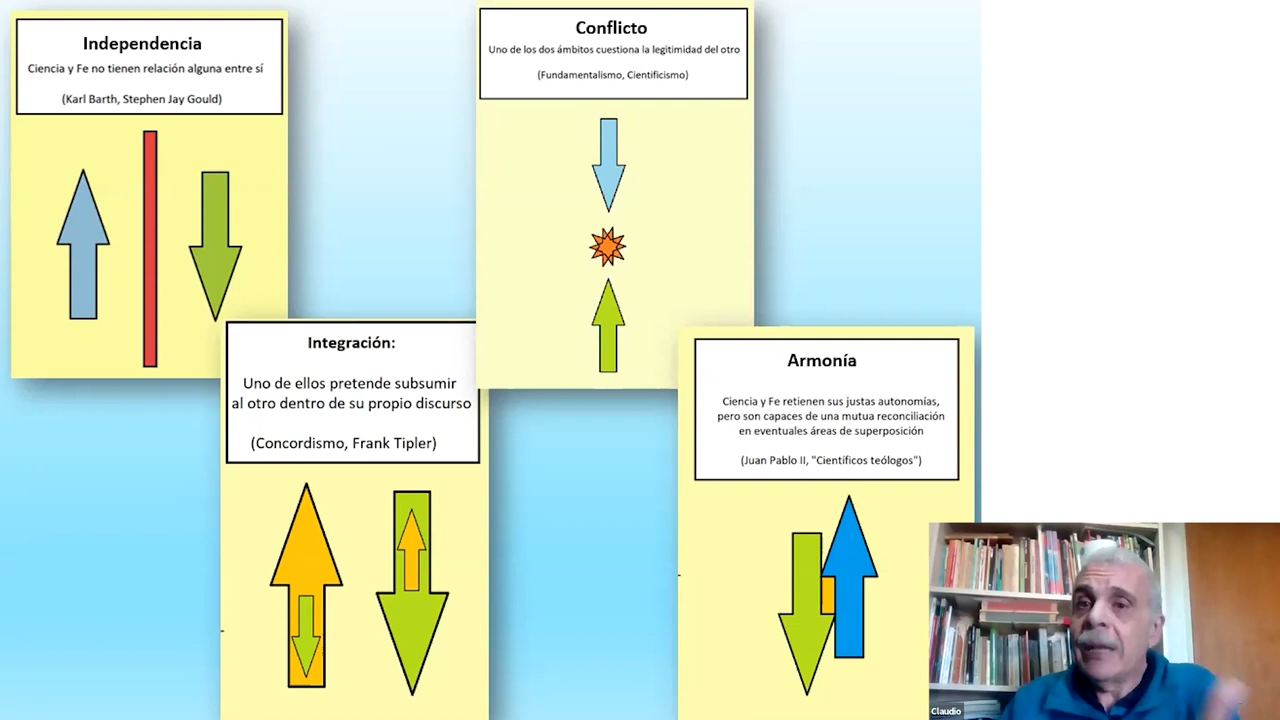 Independencia
Ciencia y Fe no tienen relación alguna entre sí
(Karl Barth, Stephen Jay Gould)
Conflicto
Uno de los dos ámbitos cuestiona la legitimidad del otro
(Fundamentalismo, Cientificismo)
Integración:
Uno de ellos pretende subsumir
al otro dentro de su propio discurso
(Concordismo, Frank Tipler)
Armonía
Ciencia y Fe retienen sus justas autonomías,
pero son capaces de una mutua reconciliación
en eventuales áreas de superposición
(Juan Pablo II, "Científicos teólogos")
Claudio